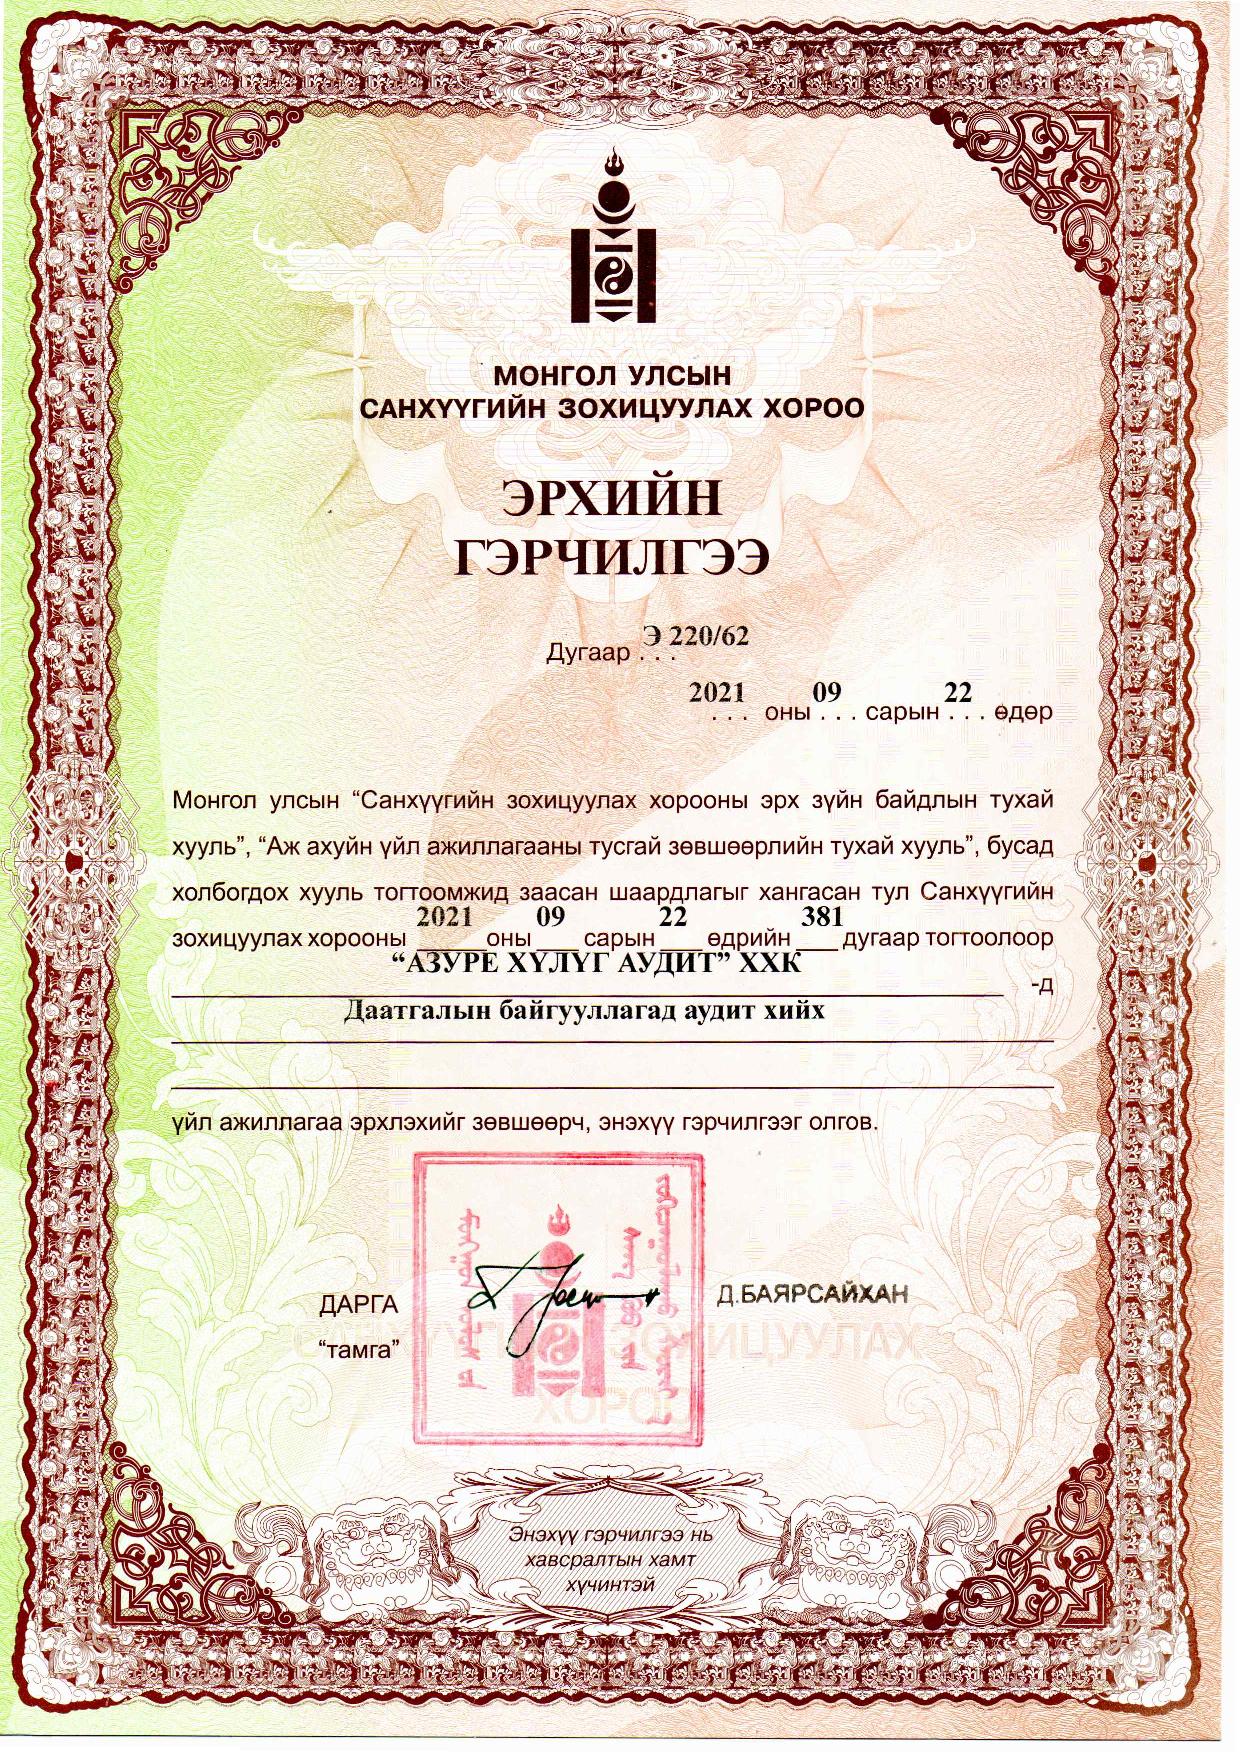 МОНГОЛ УЛСЫН
САНХҮҮГИЙН ЗОХИЦУУЛАХ ХОРОО
ЭРХИЙН
ГЭРЧИЛГЭЭ
Дугаар . . . Э 220/62
2021 . . . оны 09 . . . сарын 22 . . . өдөр
Монгол улсын “Санхүүгийн зохицуулах хорооны эрх зүйн байдлын тухай
хууль”, “Аж ахуйн үйл ажиллагааны тусгай зөвшөөрлийн тухай хууль”, бусад
холбогдох хууль тогтоомжид заасан шаардлагыг хангасан тул Санхүүгийн
зохицуулах хорооны 2021 оны 09 сарын 22 өдрийн 381 дугаар тогтоолоор
“АЗУРЕ ХҮЛҮГ АУДИТ” ХХК -д
Даатгалын байгууллагад аудит хийх
үйл ажиллагаа эрхлэхийг зөвшөөрч, энэхүү гэрчилгээг олгов.
ДАРГА Д.БАЯРСАЙХАН
“тамга”
САНХҮҮГИЙН ЗОХИЦУУЛАХ
ХОРОО
Энэхүү гэрчилгээ нь
хавсралтын хамт
хүчинтэй